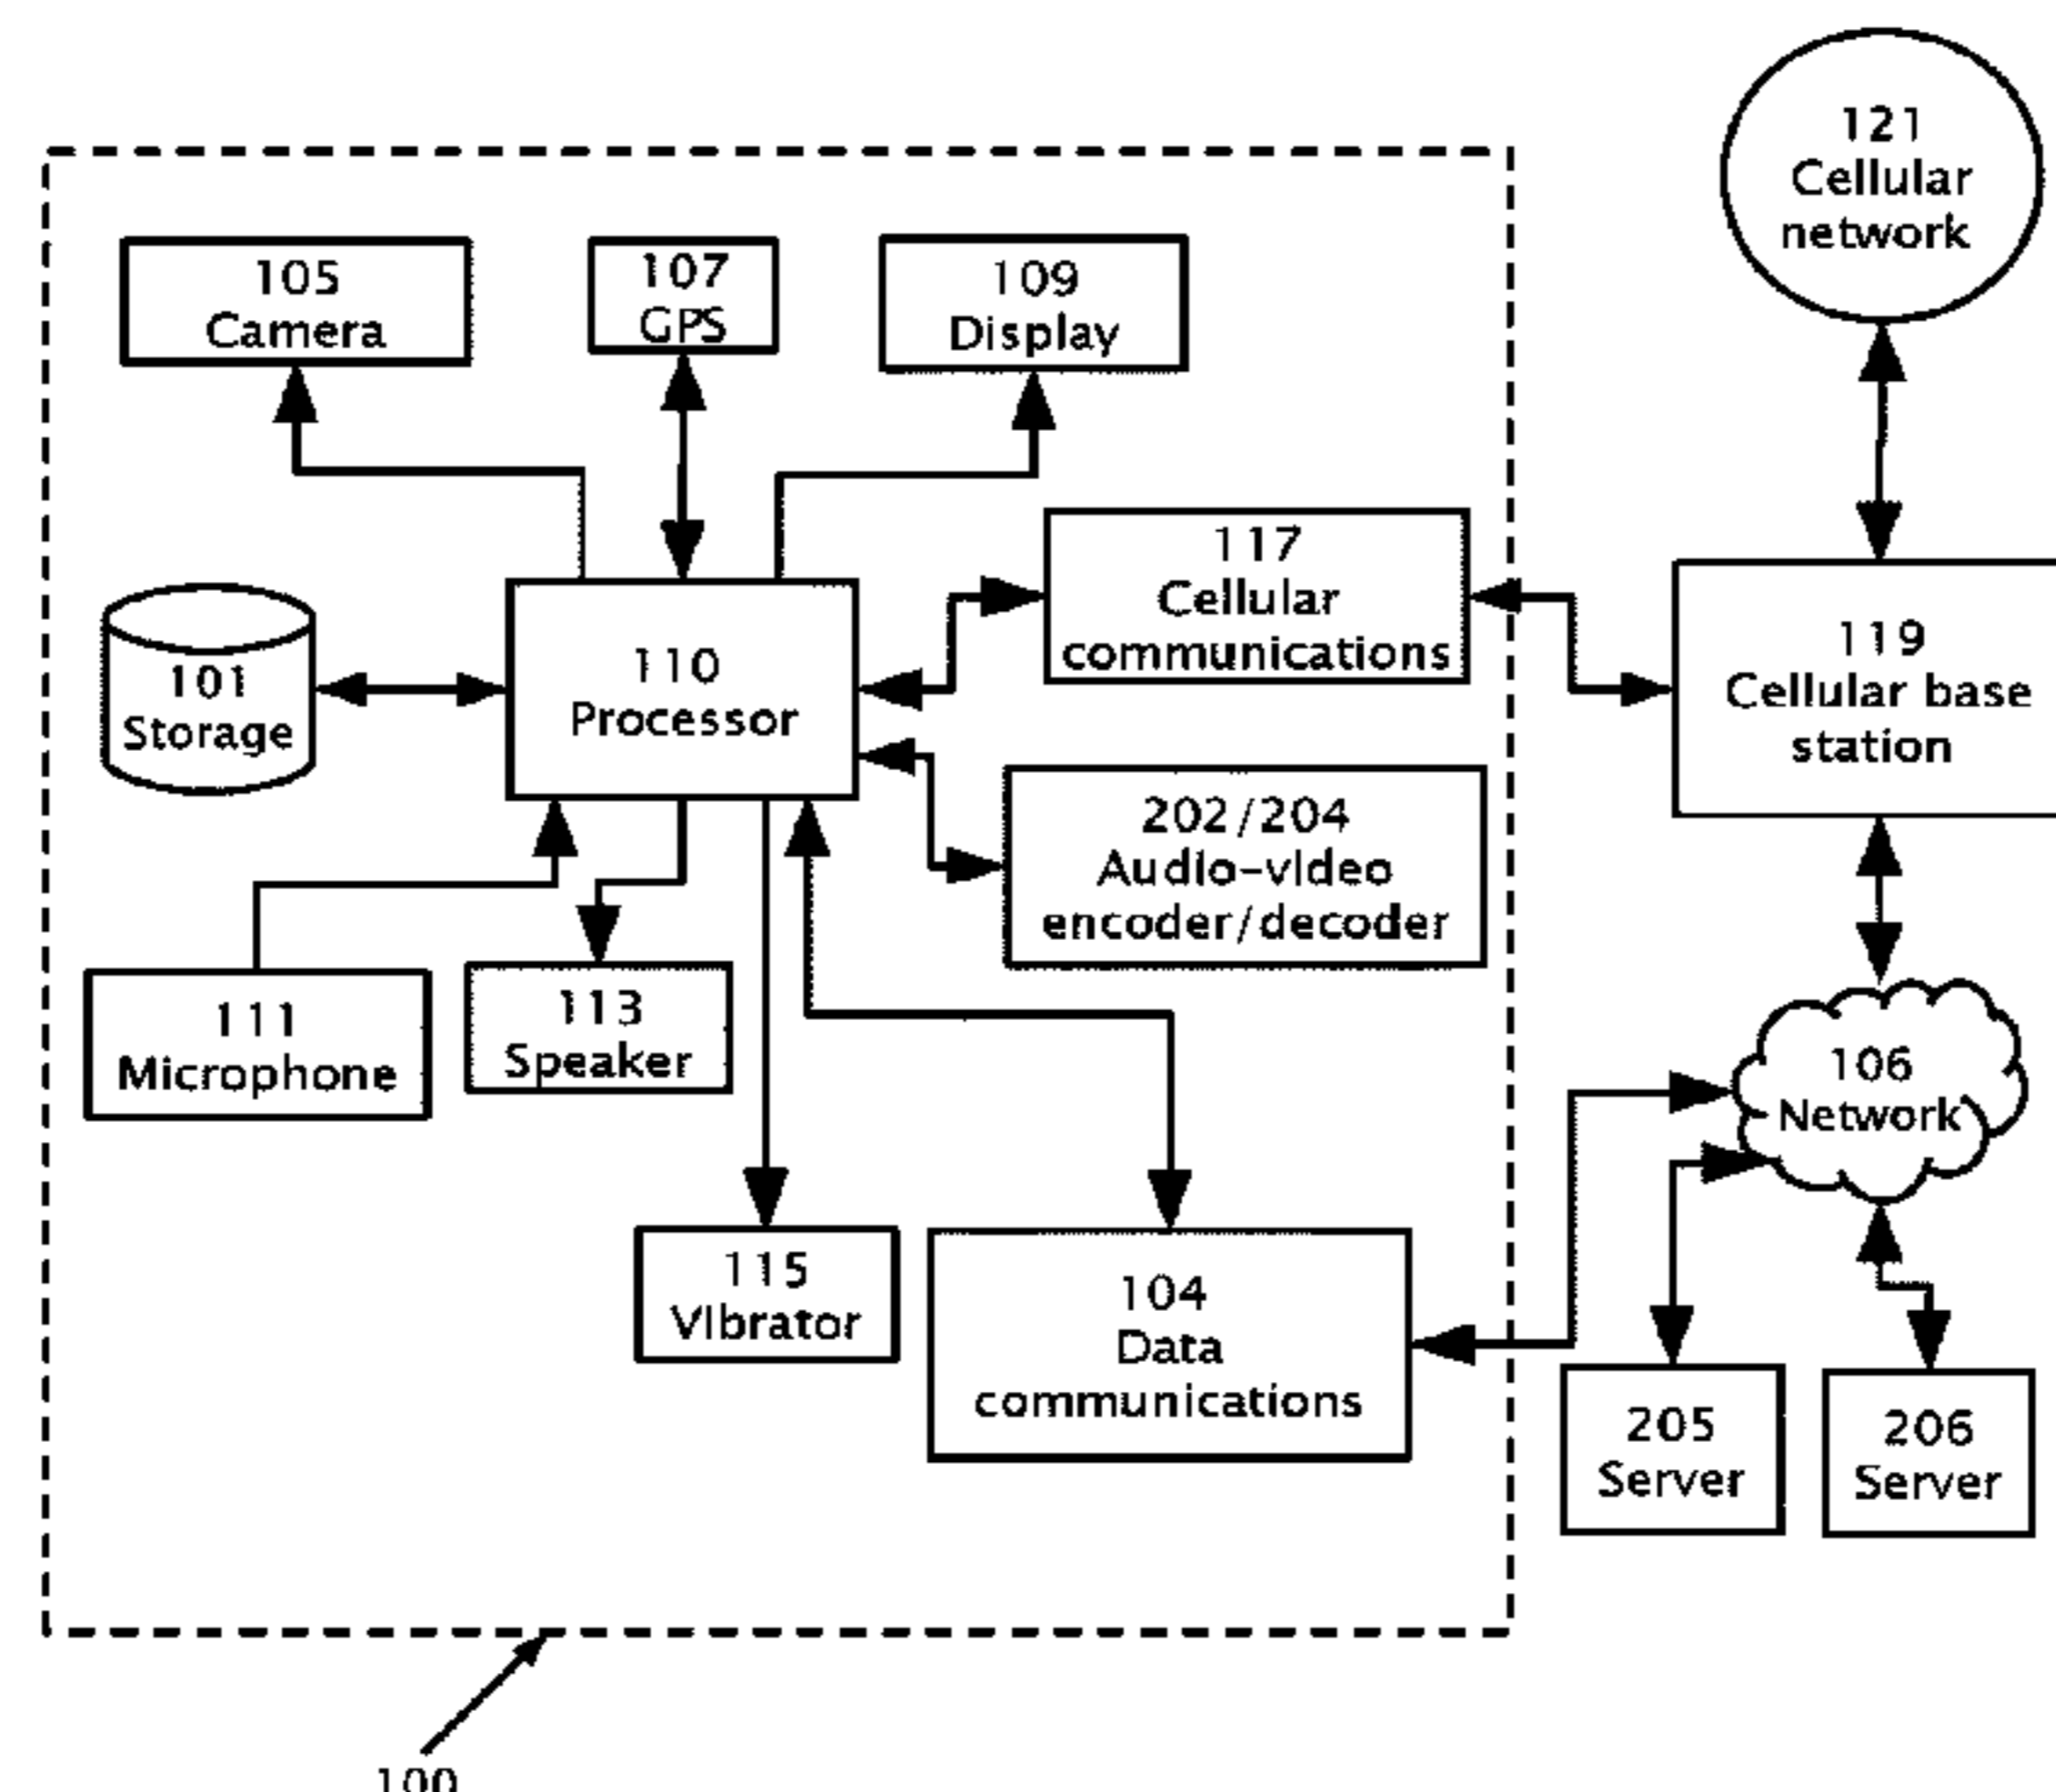 121
Cellular
network
105
Camera
107
GPS
109
Display
117
Cellular
communications
119
Cellular base
station
101
Storage
110
Processor
202/204
Audio-video
encoder/decoder
111
Microphone
113
Speaker
106
Network
115
Vibrator
104
Data
communications
205
Server
206
Server
100